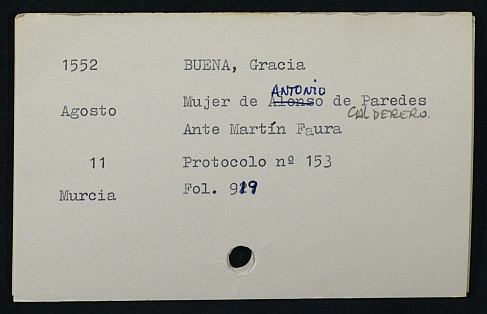 1552 BUENA, Gracia
ANTONIO
Agosto Mujer de Alonso de Paredes
CALDERERO.
Ante Martín Faura
11 Protocolo nº 153
Murcia Fol. 919